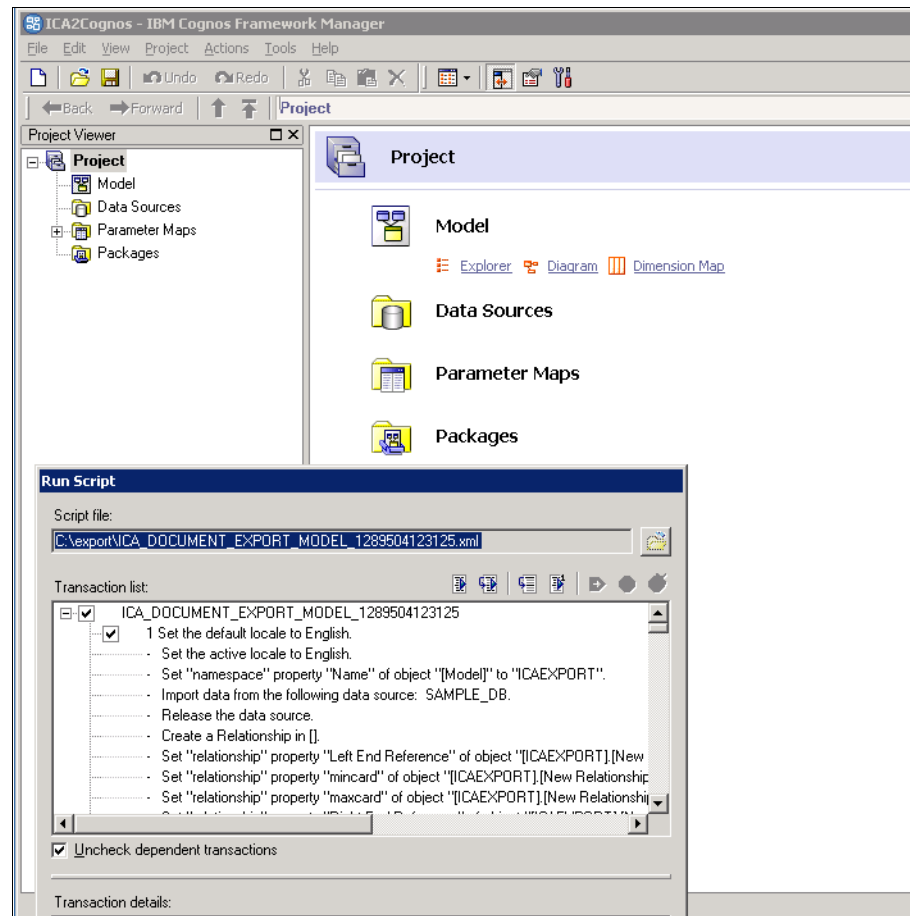 ICA2Cognos - IBM Cognos Framework Manager
File Edit View Project Actions Tools Help
Undo Redo
Back Forward Project
Project Viewer
Project
Model
Data Sources
Parameter Maps
Packages
Project
Model
Explorer Diagram Dimension Map
Data Sources
Parameter Maps
Packages
Run Script
Script file:
C:\export\ICA_DOCUMENT_EXPORT_MODEL_1289504123125.xml
Transaction list:
ICA_DOCUMENT_EXPORT_MODEL_1289504123125
1 Set the default locale to English.
- Set the active locale to English.
- Set "namespace" property "Name" of object "[Model]" to "ICAEXPORT".
- Import data from the following data source: SAMPLE_DB.
- Release the data source.
- Create a Relationship in [].
- Set "relationship" property "Left End Reference" of object "[ICAEXPORT].[New
- Set "relationship" property "mincard" of object "[ICAEXPORT].[New Relationship
- Set "relationship" property "maxcard" of object "[ICAEXPORT].[New Relationshi
Uncheck dependent transactions
Transaction details: